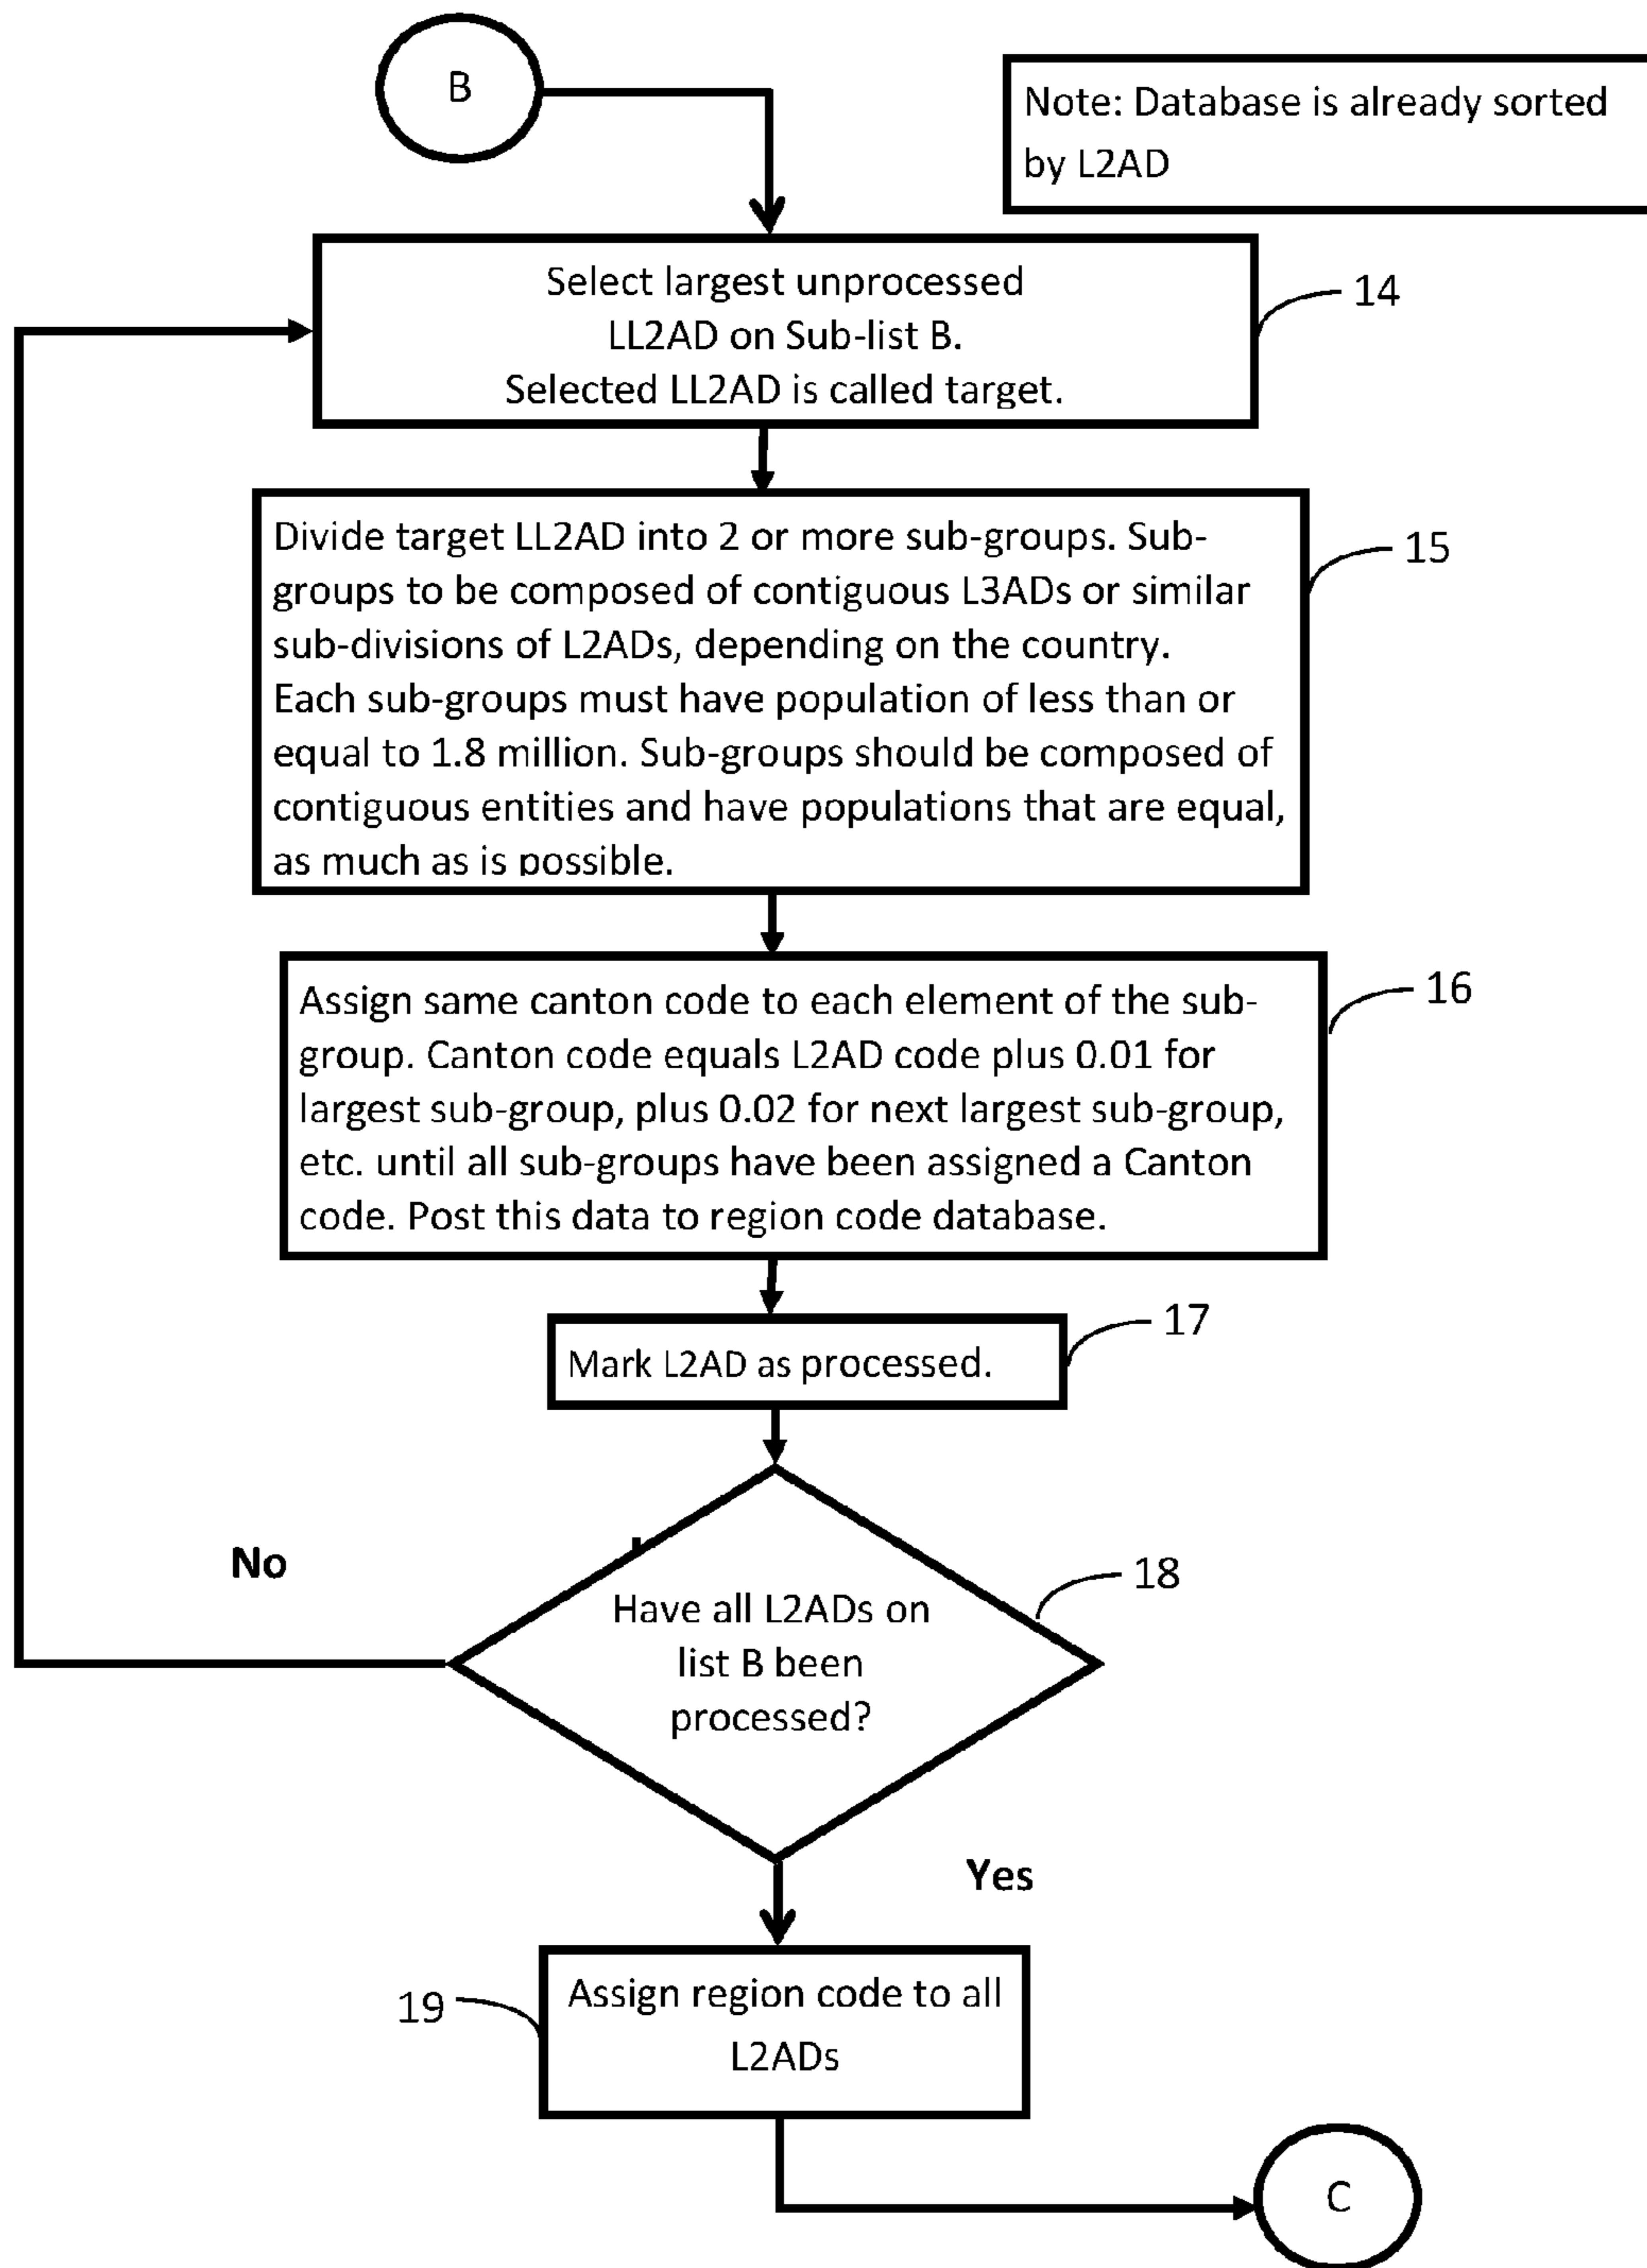 B
Note: Database is already sorted
by L2AD
Select largest unprocessed
LL2AD on Sub-list B.
Selected LL2AD is called target.
14
Divide target LL2AD into 2 or more sub-groups. Sub-
groups to be composed of contiguous L3ADs or similar
sub-divisions of L2ADs, depending on the country.
Each sub-groups must have population of less than or
equal to 1.8 million. Sub-groups should be composed of
contiguous entities and have populations that are equal,
as much as is possible.
15
Assign same canton code to each element of the sub-
group. Canton code equals L2AD code plus 0.01 for
largest sub-group, plus 0.02 for next largest sub-group,
etc. until all sub-groups have been assigned a Canton
code. Post this data to region code database.
16
Mark L2AD as processed.
17
No
Have all L2ADs on
list B been
processed?
18
Yes
Assign region code to all
L2ADs
19
C